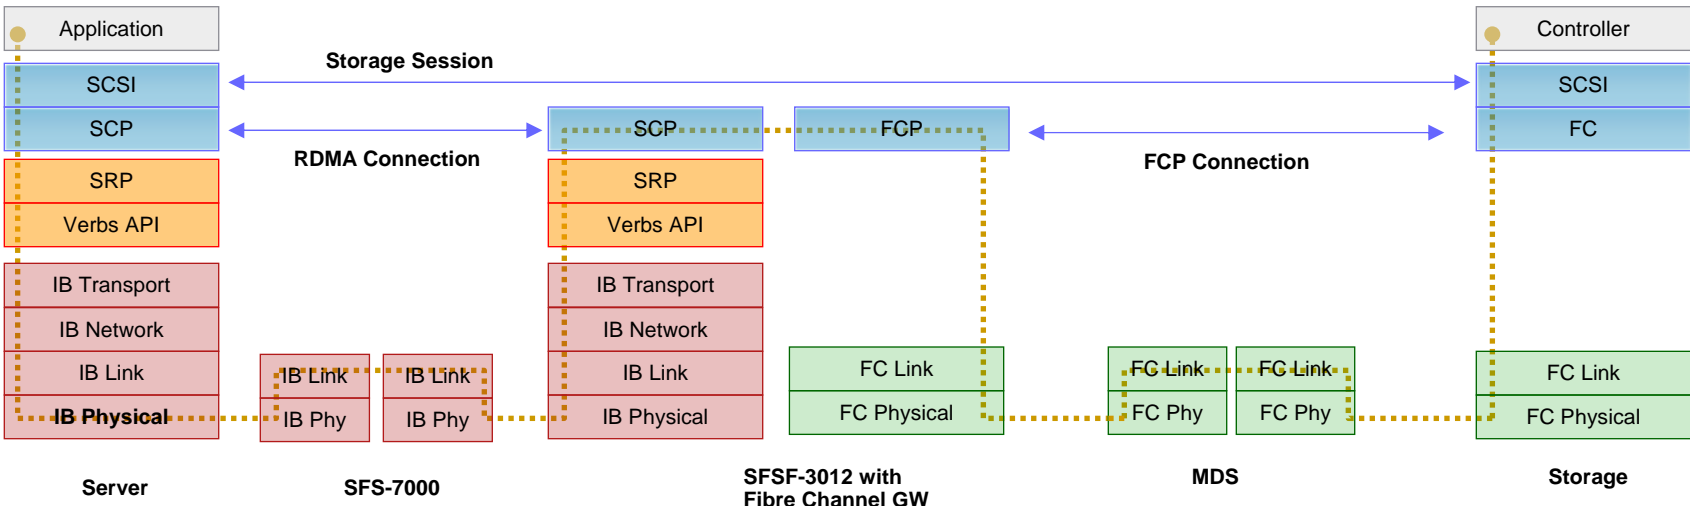 Application
Controller
Storage Session
SCSI
SCSI
SCP
SCP
FCP
FC
RDMA Connection
FCP Connection
SRP
SRP
Verbs API
Verbs API
IB Transport
IB Transport
IB Network
IB Network
IB Link
IB Link
IB Link
IB Link
FC Link
FC Link
FC Link
FC Link
IB Physical
IB Phy
IB Phy
IB Physical
FC Physical
FC Phy
FC Phy
FC Physical
Server
SFS-7000
SFSF-3012 with
Fibre Channel GW
MDS
Storage